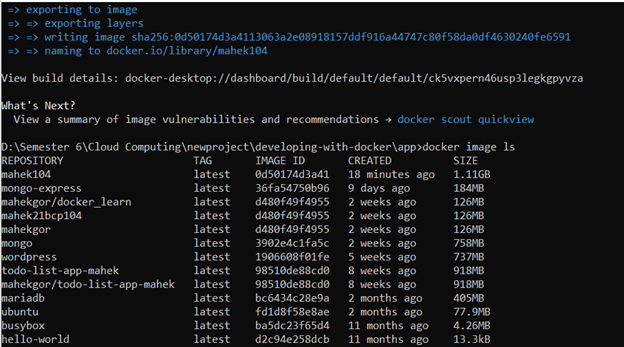 => exporting to image
=> => exporting layers
=> => writing image sha256:0d50174d3a4113063a2e08918157ddf916a44747c80f58da0df4630240fe6591
=> => naming to docker.io/library/mahek104
View build details: docker-desktop://dashboard/build/default/default/ck5vxpern46usp3legkgpyvza
What's Next?
View a summary of image vulnerabilities and recommendations → docker scout quickview
D:\Semester 6\Cloud Computing\newproject\developing-with-docker\app>docker image ls
REPOSITORY TAG IMAGE ID CREATED SIZE
mahek104 latest 0d50174d3a41 18 minutes ago 1.11GB
mongo-express latest 36fa54750b96 9 days ago 184MB
mahekgor/docker_learn latest d480f49f4955 2 weeks ago 126MB
mahek21bcp104 latest d480f49f4955 2 weeks ago 126MB
mahekgor latest d480f49f4955 2 weeks ago 126MB
mongo latest 3902e4c1fa5c 2 weeks ago 758MB
wordpress latest 1906608f01fe 5 weeks ago 737MB
todo-list-app-mahek latest 98510de88cd0 8 weeks ago 918MB
mahekgor/todo-list-app-mahek latest 98510de88cd0 8 weeks ago 918MB
mariadb latest bc6434c28e9a 2 months ago 405MB
ubuntu latest fd1d8f58e8ae 2 months ago 77.9MB
busybox latest ba5dc23f65d4 11 months ago 4.26MB
hello-world latest d2c94e258dcb 11 months ago 13.3kB